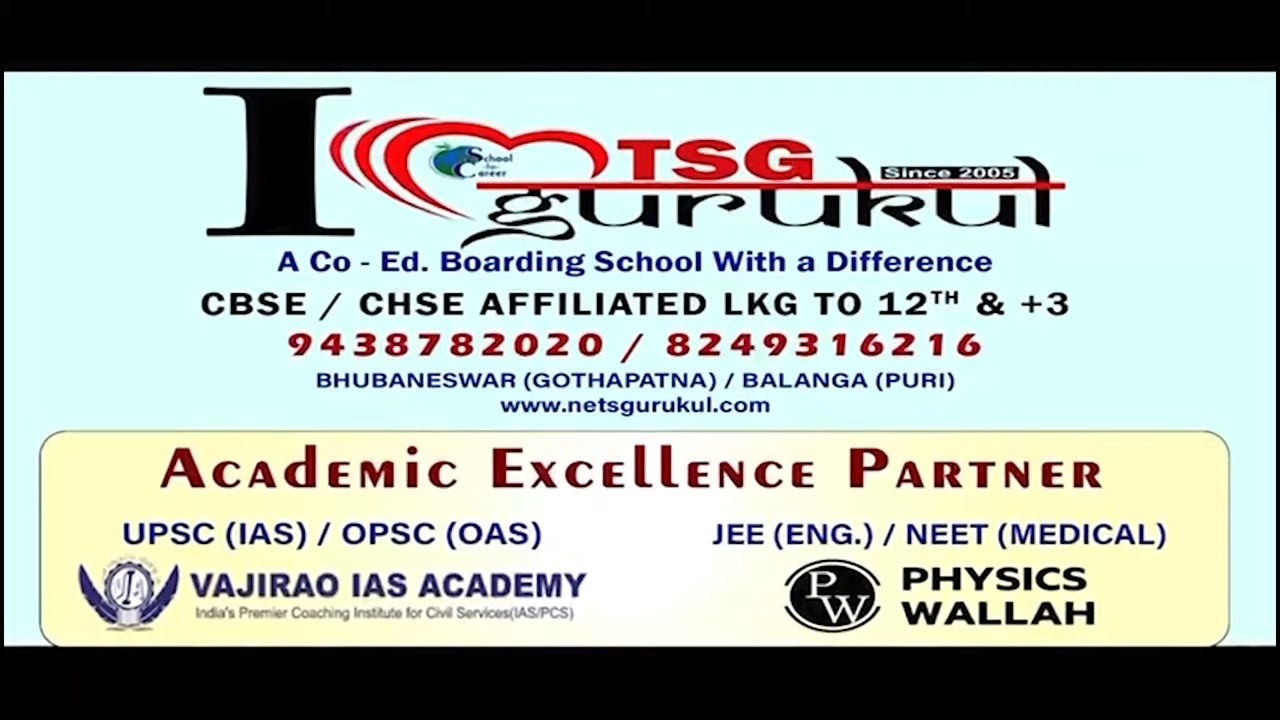 I TSG gurukul
Since 2005
School -to- Career
A Co - Ed. Boarding School With a Difference
CBSE / CHSE AFFILIATED LKG TO 12TH & +3
9438782020 / 8249316216
BHUBANESWAR (GOTHAPATNA) / BALANGA (PURI)
www.netsgurukul.com
ACADEMIC EXCELLENCE PARTNER
UPSC (IAS) / OPSC (OAS)
VAJIRAO IAS ACADEMY
India's Premier Coaching Institute for Civil Services(IAS/PCS)
JEE (ENG.) / NEET (MEDICAL)
PW
PHYSICS
WALLAH